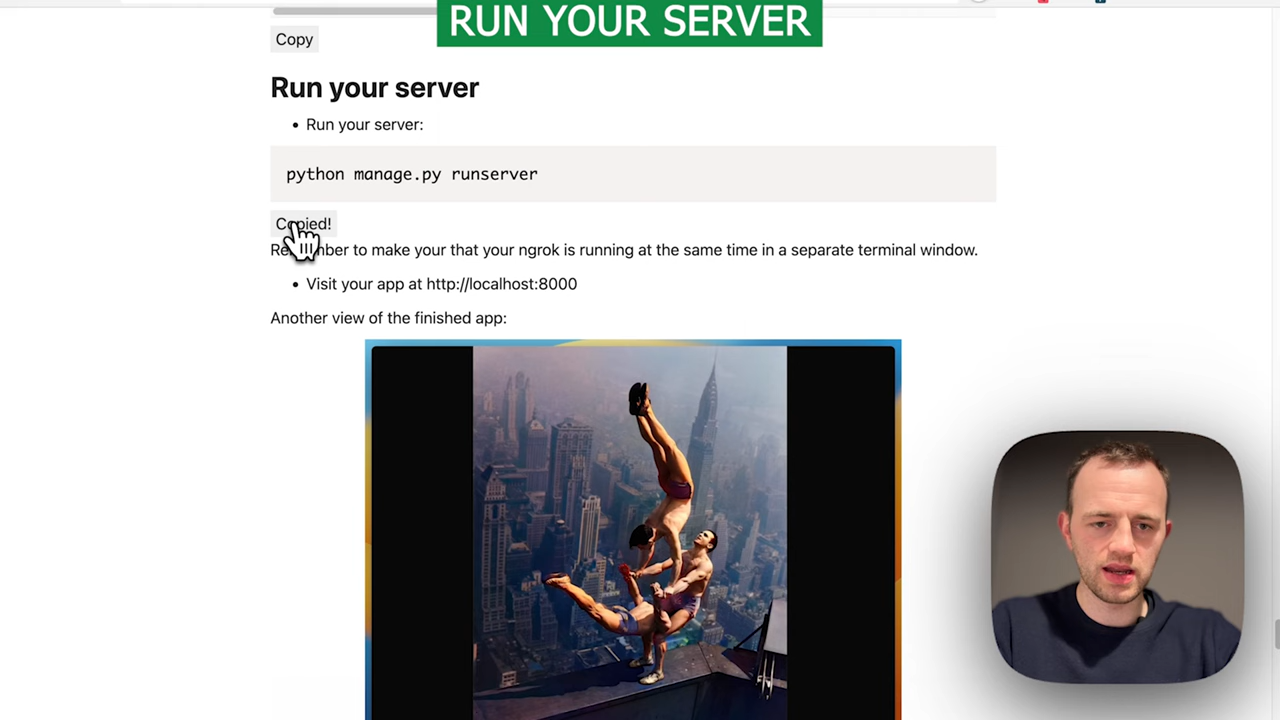 RUN YOUR SERVER
Copy
Run your server
• Run your server:
python manage.py runserver
Copied!
to make your that your ngrok is running at the same time in a separate terminal window.
• Visit your app at http://localhost:8000
Another view of the finished app: